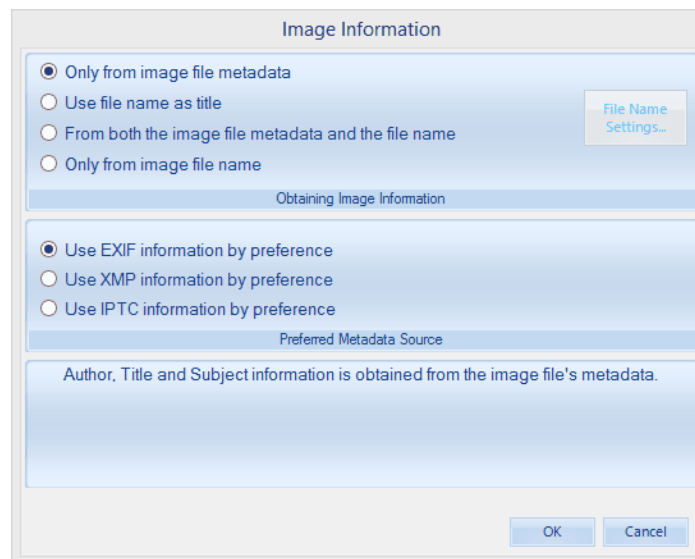 Image Information
Only from image file metadata
Use file name as title
From both the image file metadata and the file name
Only from image file name
File Name
Settings...
Obtaining Image Information
Use EXIF information by preference
Use XMP information by preference
Use IPTC information by preference
Preferred Metadata Source
Author, Title and Subject information is obtained from the image file's metadata.
OK
Cancel